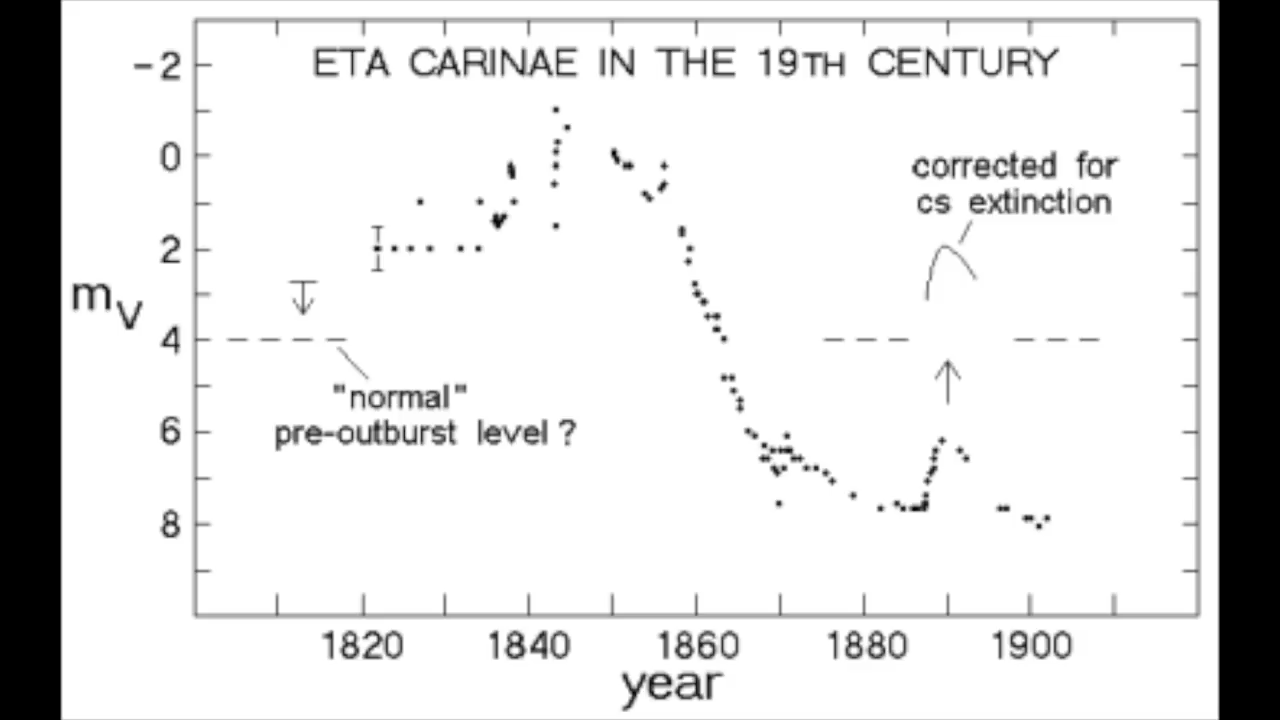 ETA CARINAE IN THE 19TH CENTURY
-2
0
2
4
6
8
mV
corrected for
cs extinction
"normal"
pre-outburst level ?
1820 1840 1860 1880 1900
year